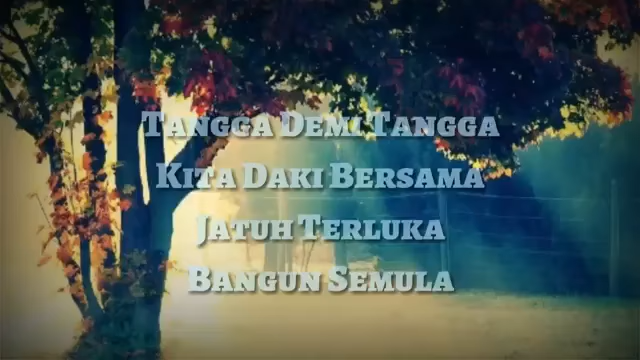 Tangga Demi Tangga
Kita Daki Bersama
Jatuh Terluka
Bangun Semula